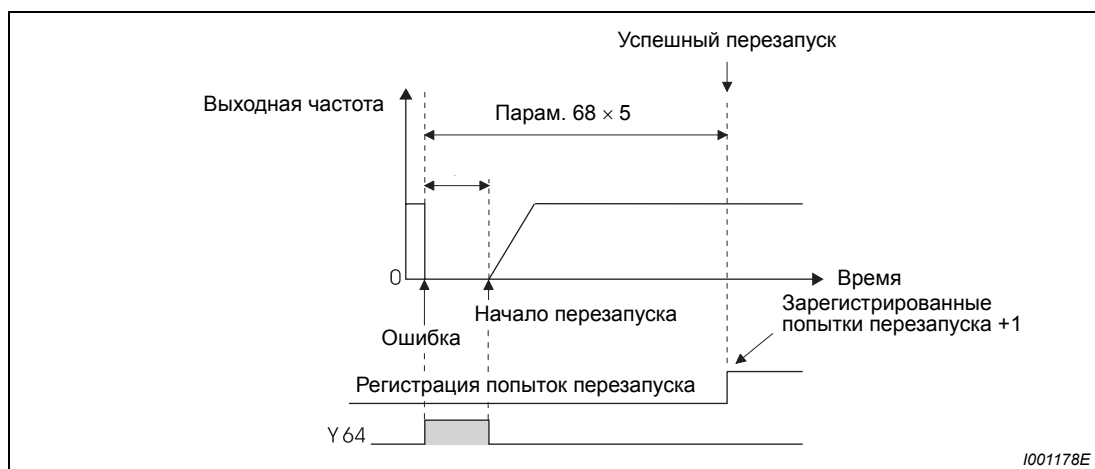 Успешный перезапуск
Выходная частота
Парам. 68 × 5
0
Время
Начало перезапуска
Зарегистрированные
попытки перезапуска +1
Ошибка
Регистрация попыток перезапуска
Y64
I001178E